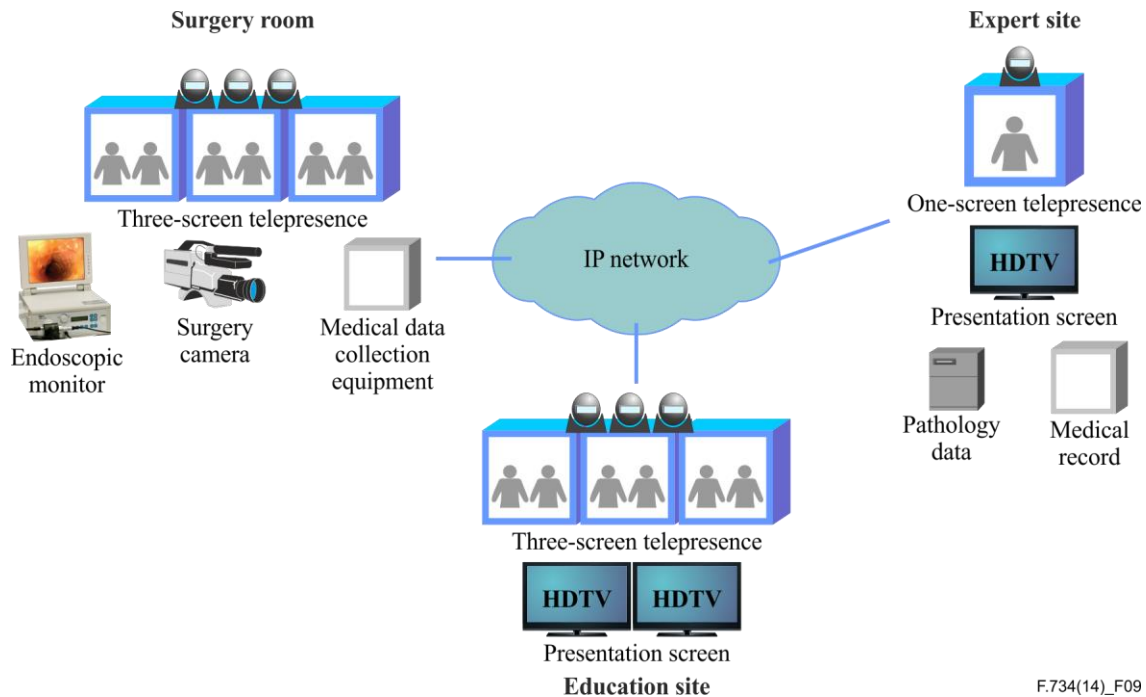 Surgery room
Expert site
Three-screen telepresence
One-screen telepresence
IP network
HDTV
Presentation screen
Endoscopic
monitor
Surgery
camera
Medical data
collection
equipment
Pathology
data
Medical
record
Three-screen telepresence
HDTV
HDTV
Presentation screen
Education site
F.734(14)_F09